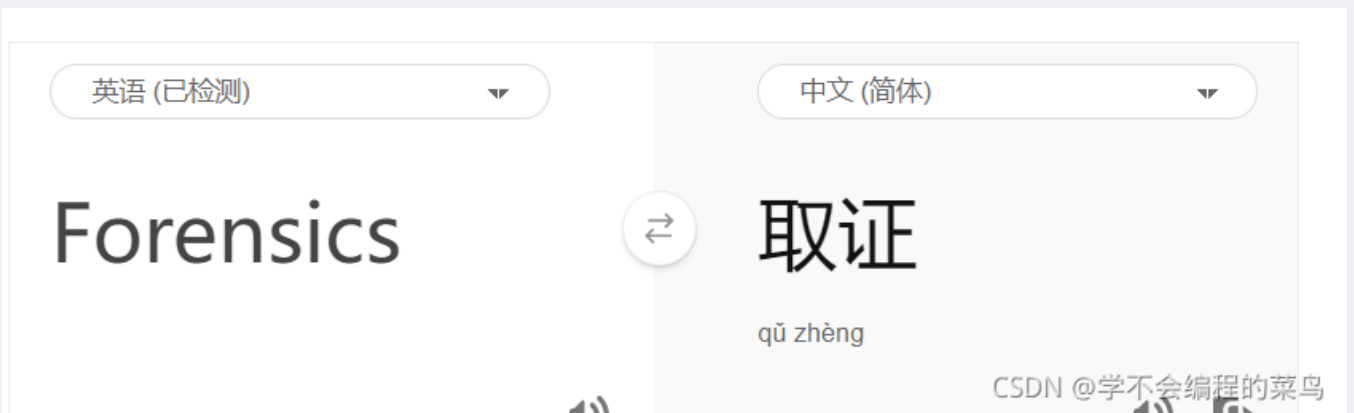 英语 (已检测)
中文 (简体)
Forensics
取证
qǔ zhèng
CSDN @学不会编程的菜鸟